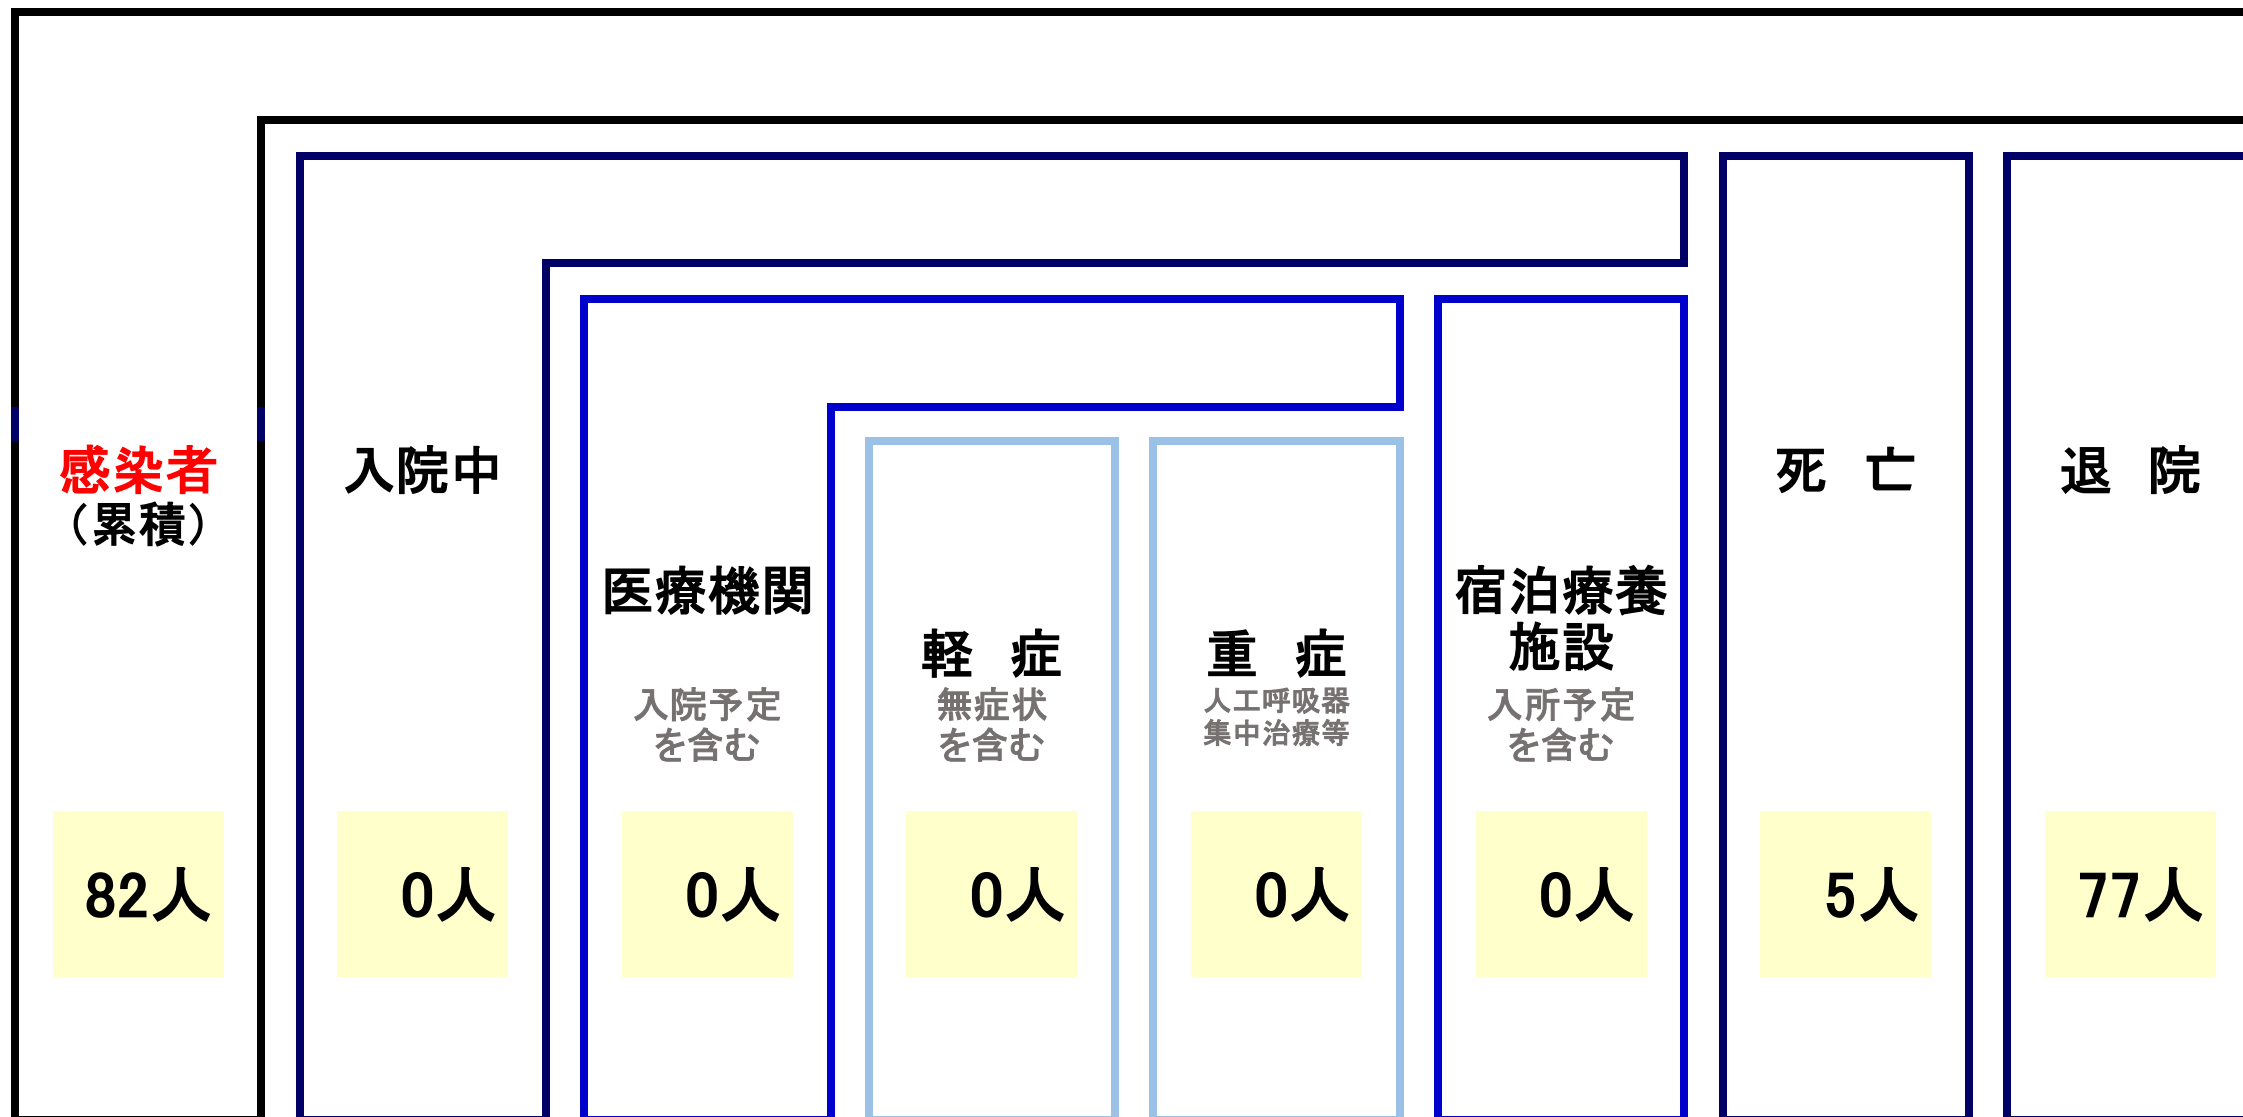 感染者
（累積）
82人
入院中
0人
医療機関
入院予定
を含む
0人
軽　症
無症状
を含む
0人
重　症
人工呼吸器
集中治療等
0人
宿泊療養
施設
入所予定
を含む
0人
死　亡
5人
退　院
77人